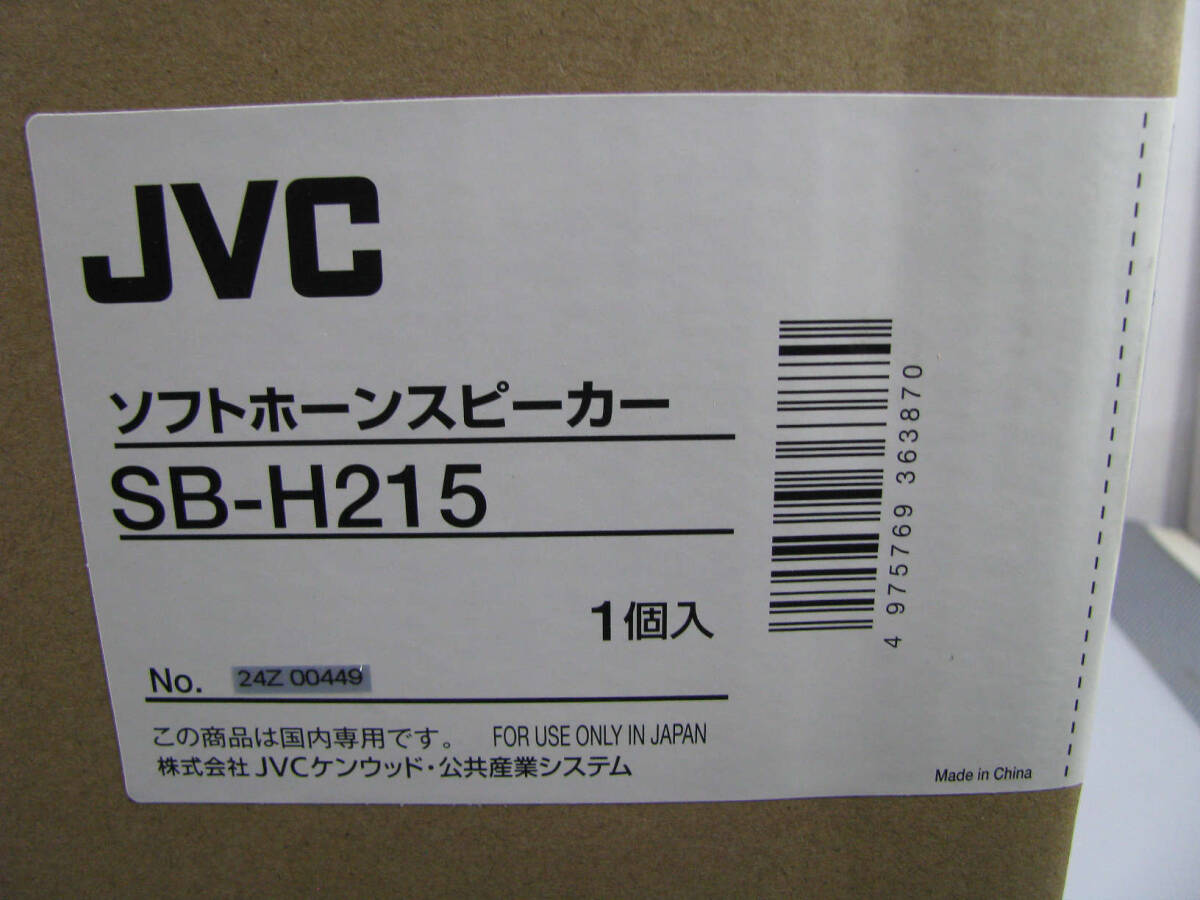 JVC
ソフトホーンスピーカー
SB-H215
1個入
No. 24Z 00449
この商品は国内専用です。 FOR USE ONLY IN JAPAN
株式会社 JVCケンウッド・公共産業システム
4 975769 363870
Made in China